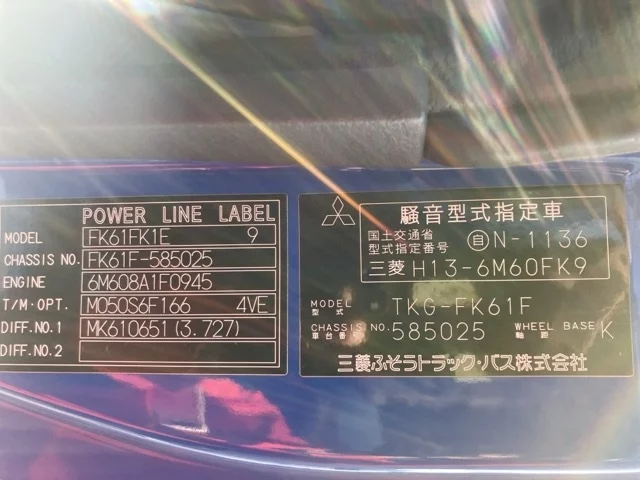 POWER LINE LABEL
MODEL FK61FK1E 9
CHASSIS NO. FK61F-585025
ENGINE 6M608A1F0945
T/M・OPT. M050S6F166 4VE
DIFF.NO.1 MK610651(3.727)
DIFF.NO.2
騒音型式指定車
国土交通省
型式指定番号 自N-1136
三菱 H13-6M60FK9
MODEL
型式 TKG-FK61F
CHASSIS NO.
車台番号 585025 WHEEL BASE
軸距 K
三菱ふそうトラック・バス株式会社